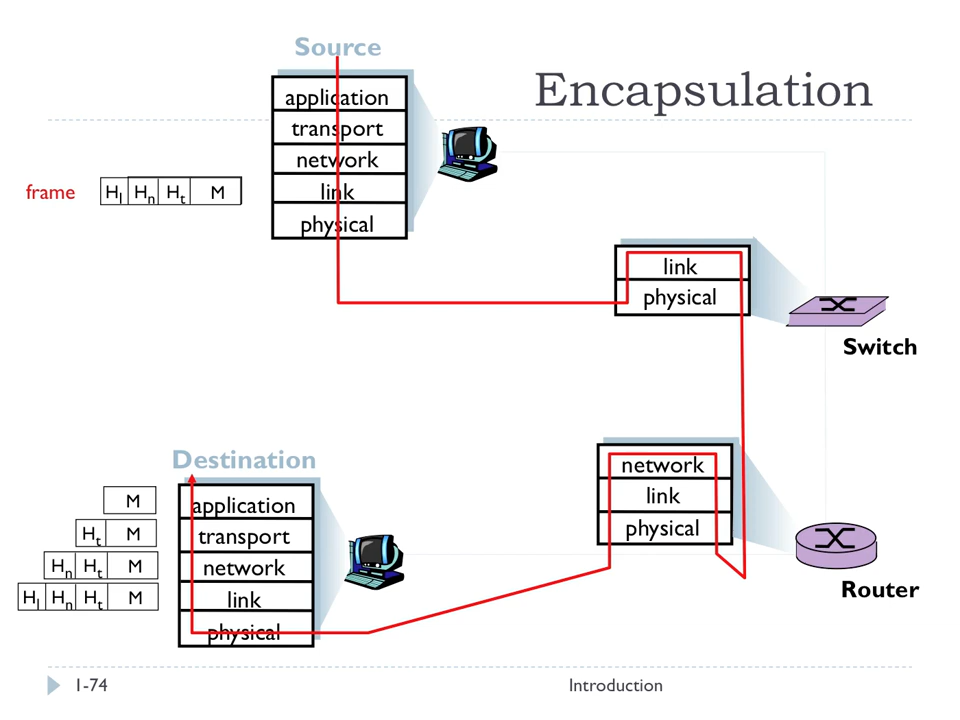 Source
Encapsulation
application
transport
network
link
physical
frame
Hl Hn Ht M
link
physical
Switch
Destination
application
transport
network
link
physical
M
Ht M
Hn Ht M
Hl Hn Ht M
network
link
physical
Router
1-74
Introduction